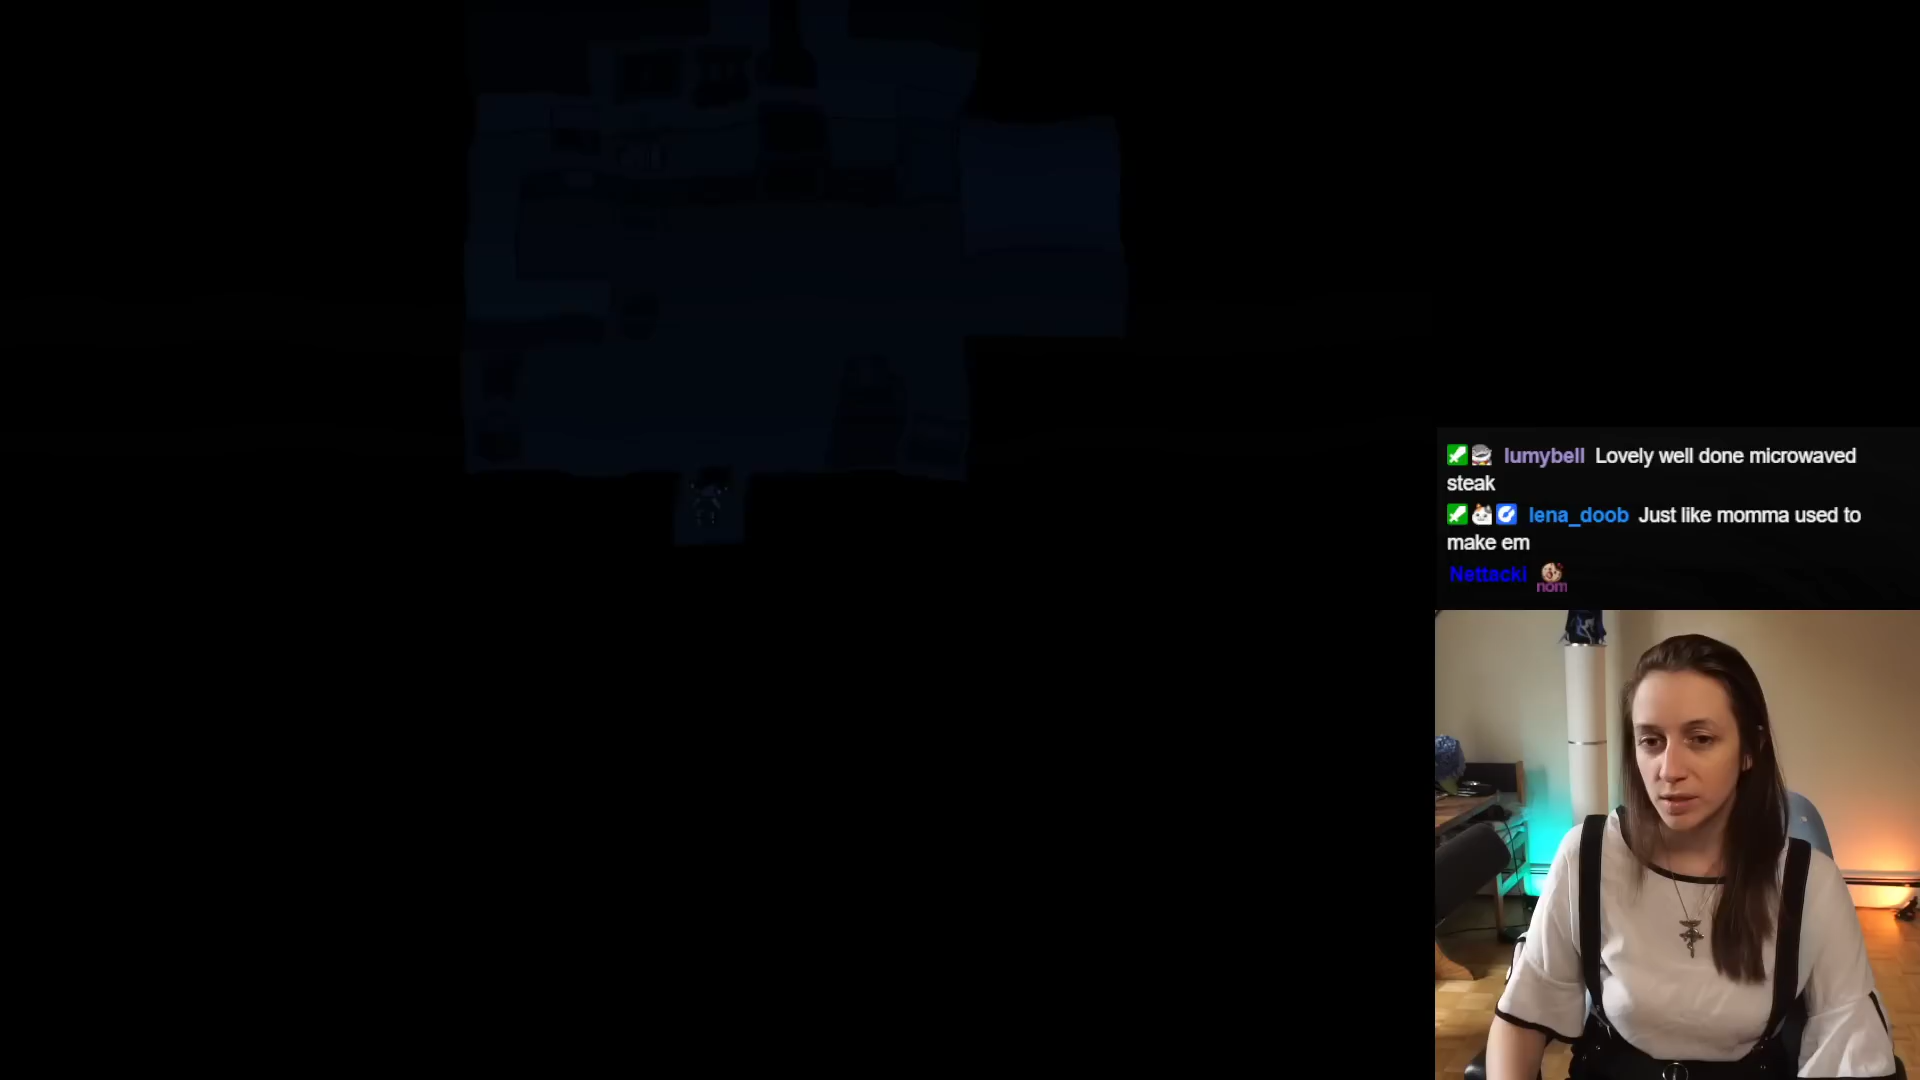 lumybell Lovely well done microwaved
steak
lena_doob Just like momma used to
make em
Nettacki nom